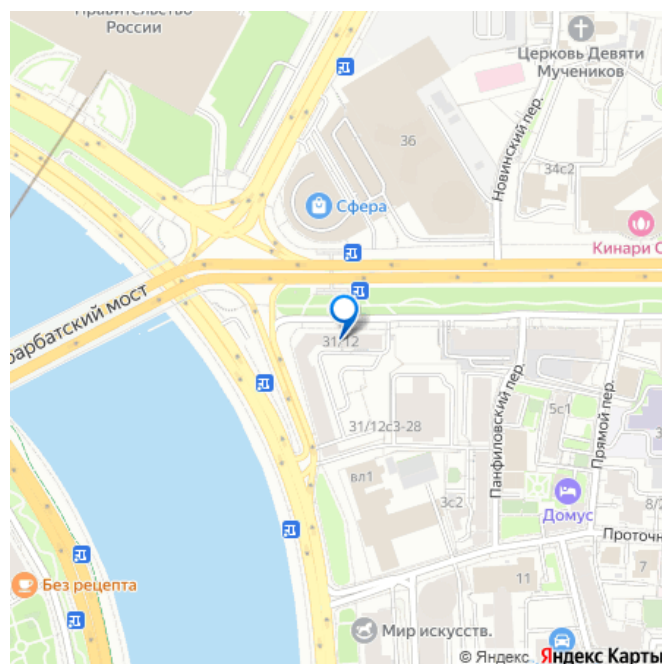 Правительство
России
Церковь Девяти
Мучеников
36
Новинский пер.
34с2
Сфера
Кинари С
арбатский мост
31/12
31/12с3-28
Панфиловский пер.
5с1
Прямой пер.
3
вл1
3с2
Домус
8/2
Проточн
7
11
Без рецепта
Мир искусств.
© Яндекс
Яндекс Карты